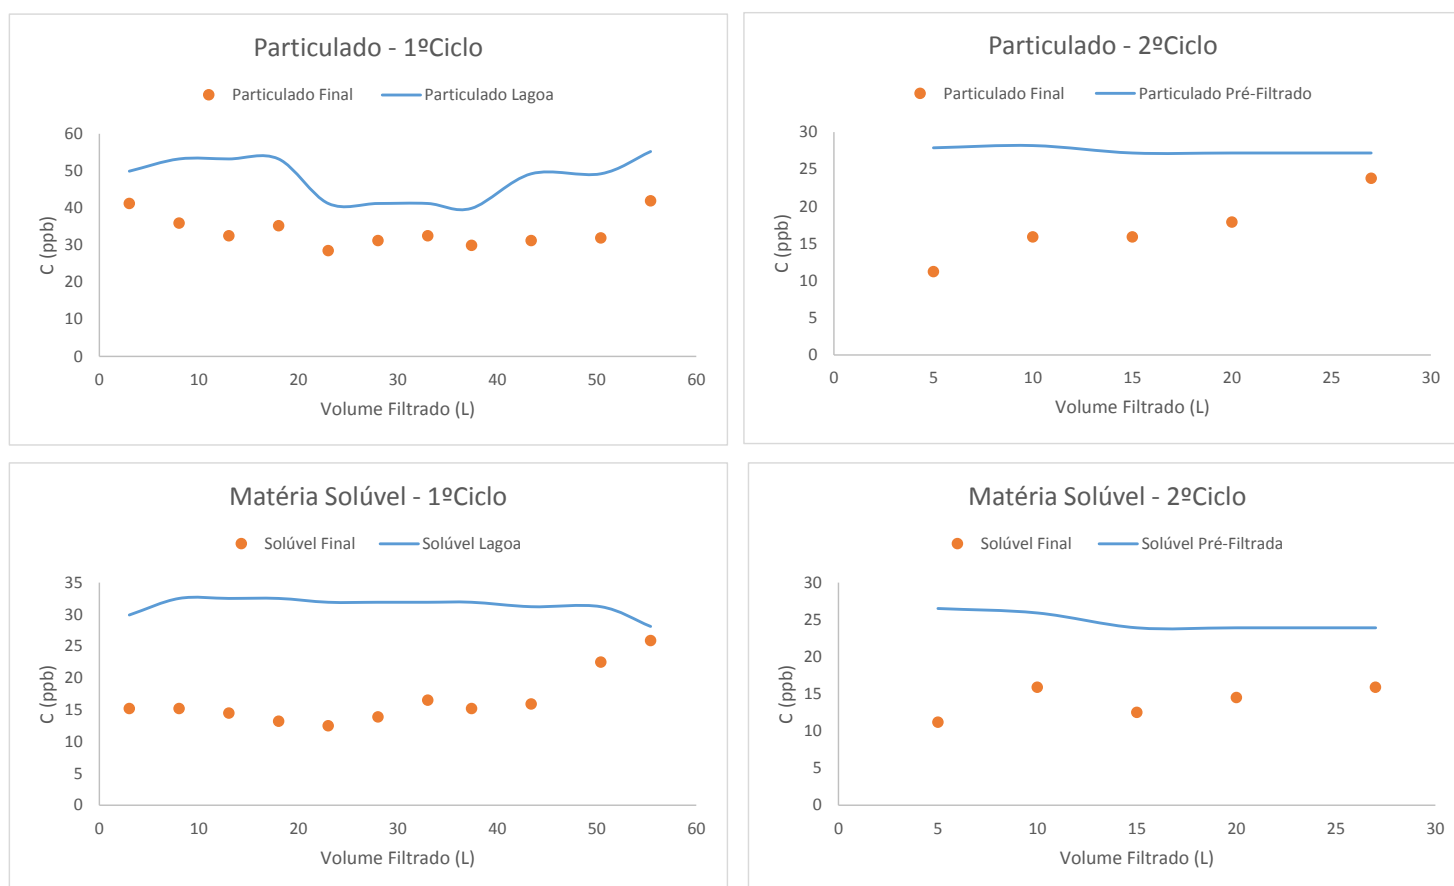 Particulado - 1ºCiclo
Particulado Final Particulado Lagoa
60
50
40
30
20
10
0
C (ppb)
0 10 20 30 40 50 60
Volume Filtrado (L)
Particulado - 2ºCiclo
Particulado Final Particulado Pré-Filtrado
30
25
20
15
10
5
0
C (ppb)
0 5 10 15 20 25 30
Volume Filtrado (L)
Matéria Solúvel - 1ºCiclo
Solúvel Final Solúvel Lagoa
35
30
25
20
15
10
5
0
C (ppb)
0 10 20 30 40 50 60
Volume Filtrado (L)
Matéria Solúvel - 2ºCiclo
Solúvel Final Solúvel Pré-Filtrada
30
25
20
15
10
5
0
C (ppb)
0 5 10 15 20 25 30
Volume Filtrado (L)